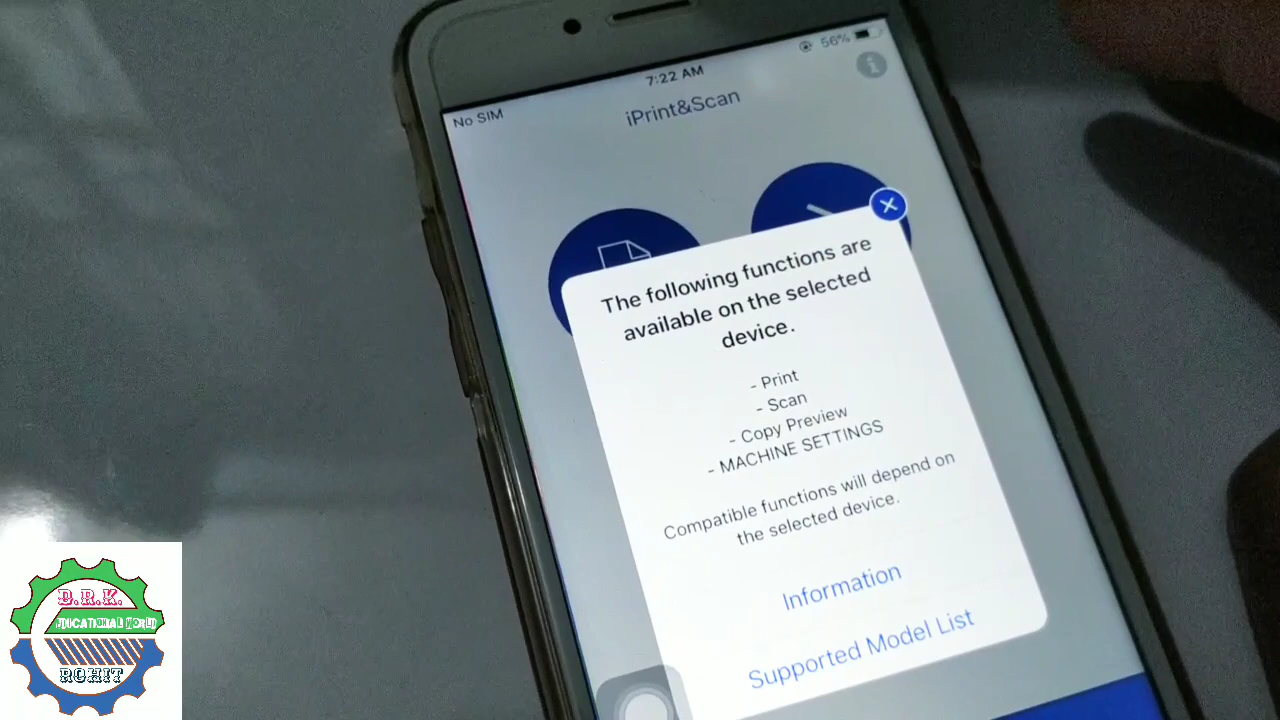 No SIM
7:22 AM
56%
iPrint&Scan
The following functions are
available on the selected
device.
- Print
- Scan
- Copy Preview
- MACHINE SETTINGS
Compatible functions will depend on
the selected device.
Information
Supported Model List
B.R.K.
EDUCATIONAL WORLD
ROHIT